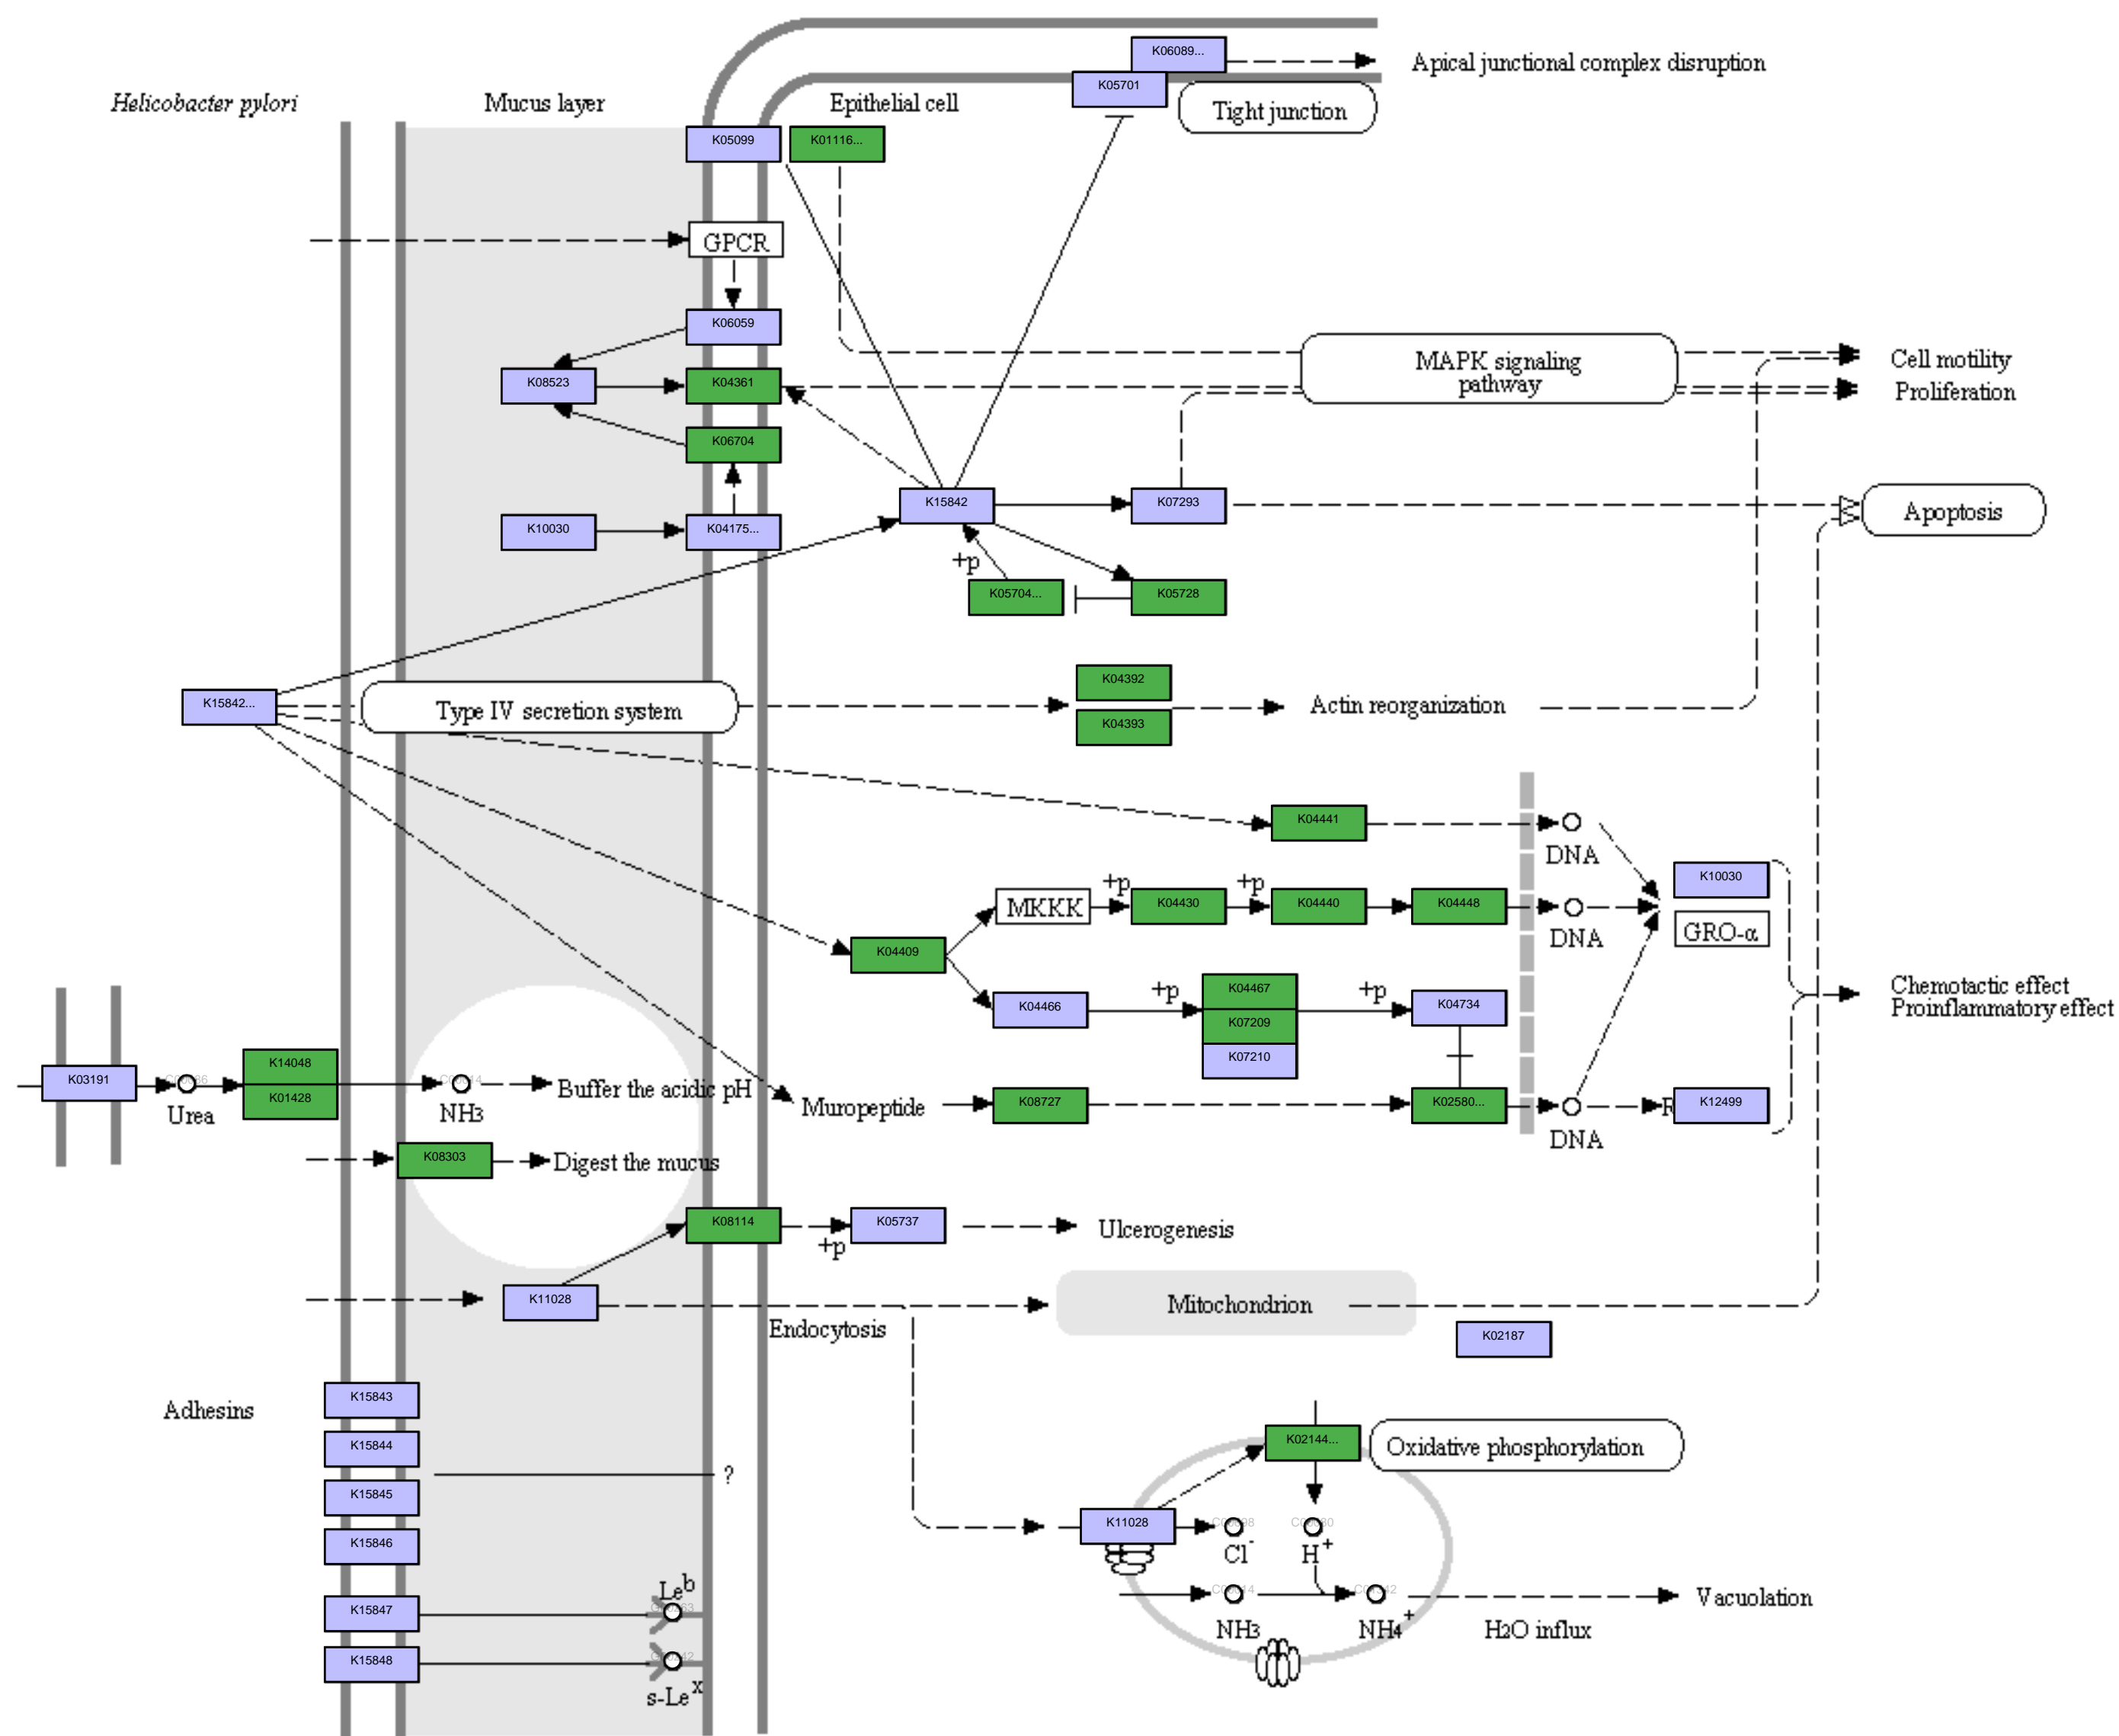 K06089...
Apical junctional complex disruption
K05701
Helicobacter pylori
Mucus layer
Epithelial cell
Tight junction
K05099
K01116...
GPCR
K06059
MAPK signaling
pathway
Cell motility
K08523
K04361
Proliferation
K06704
K15842
K07293
Apoptosis
K10030
K04175...
+p
K05704...
K05728
K04392
K15842...
Type IV secretion system
Actin reorganization
K04393
K04441
DNA
K10030
+p
+p
MKKK
K04430
K04440
K04448
GRO-α
DNA
K04409
K04467
Chemotactic effect
Proinflammatory effect
+p
+p
K04466
K04734
K07209
K07210
K14048
K03191
Buffer the acidic pH
K01428
Urea
NH3
Muropeptide
K08727
K02580...
R
K12499
DNA
K08303
Digest the mucus
K08114
K05737
Ulcerogenesis
+p
K11028
Mitochondrion
Endocytosis
K02187
K15843
Adhesins
K15844
K02144...
Oxidative phosphorylation
?
K15845
K11028
K15846
Cl-
H+
Leb
K15847
Vacuolation
NH3
NH4+
H2O influx
K15848
s-Lex